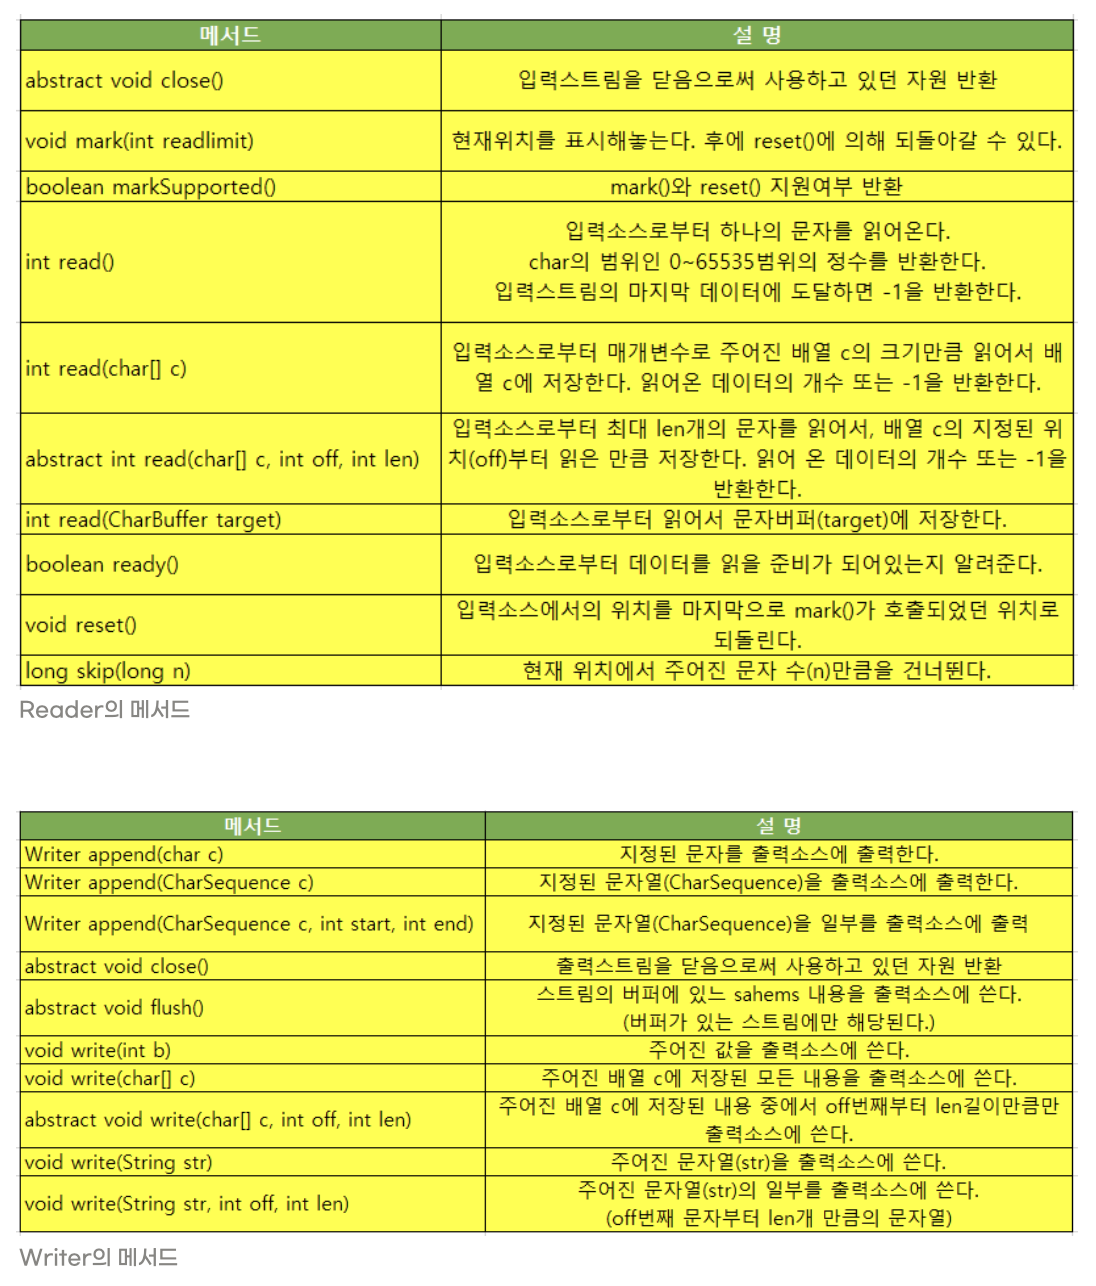 메서드 설 명
abstract void close() 입력스트림을 닫음으로써 사용하고 있던 자원 반환
void mark(int readlimit) 현재위치를 표시해놓는다. 후에 reset()에 의해 되돌아갈 수 있다.
boolean markSupported() mark()와 reset() 지원여부 반환
int read() 입력소스로부터 하나의 문자를 읽어온다.
char의 범위인 0~65535범위의 정수를 반환한다.
입력스트림의 마지막 데이터에 도달하면 -1을 반환한다.
int read(char[] c) 입력소스로부터 매개변수로 주어진 배열 c의 크기만큼 읽어서 배
열 c에 저장한다. 읽어온 데이터의 개수 또는 -1을 반환한다.
abstract int read(char[] c, int off, int len) 입력소스로부터 최대 len개의 문자를 읽어서, 배열 c의 지정된 위
치(off)부터 읽은 만큼 저장한다. 읽어 온 데이터의 개수 또는 -1을
반환한다.
int read(CharBuffer target) 입력소스로부터 읽어서 문자버퍼(target)에 저장한다.
boolean ready() 입력소스로부터 데이터를 읽을 준비가 되어있는지 알려준다.
void reset() 입력소스에서의 위치를 마지막으로 mark()가 호출되었던 위치로
되돌린다.
long skip(long n) 현재 위치에서 주어진 문자 수(n)만큼을 건너뛴다.
Reader의 메서드
메서드 설 명
Writer append(char c) 지정된 문자를 출력소스에 출력한다.
Writer append(CharSequence c) 지정된 문자열(CharSequence)을 출력소스에 출력한다.
Writer append(CharSequence c, int start, int end) 지정된 문자열(CharSequence)을 일부를 출력소스에 출력
abstract void close() 출력스트림을 닫음으로써 사용하고 있던 자원 반환
abstract void flush() 스트림의 버퍼에 있느 sahems 내용을 출력소스에 쓴다.
(버퍼가 있는 스트림에만 해당된다.)
void write(int b) 주어진 값을 출력소스에 쓴다.
void write(char[] c) 주어진 배열 c에 저장된 모든 내용을 출력소스에 쓴다.
abstract void write(char[] c, int off, int len) 주어진 배열 c에 저장된 내용 중에서 off번째부터 len길이만큼만
출력소스에 쓴다.
void write(String str) 주어진 문자열(str)을 출력소스에 쓴다.
void write(String str, int off, int len) 주어진 문자열(str)의 일부를 출력소스에 쓴다.
(off번째 문자부터 len개 만큼의 문자열)
Writer의 메서드